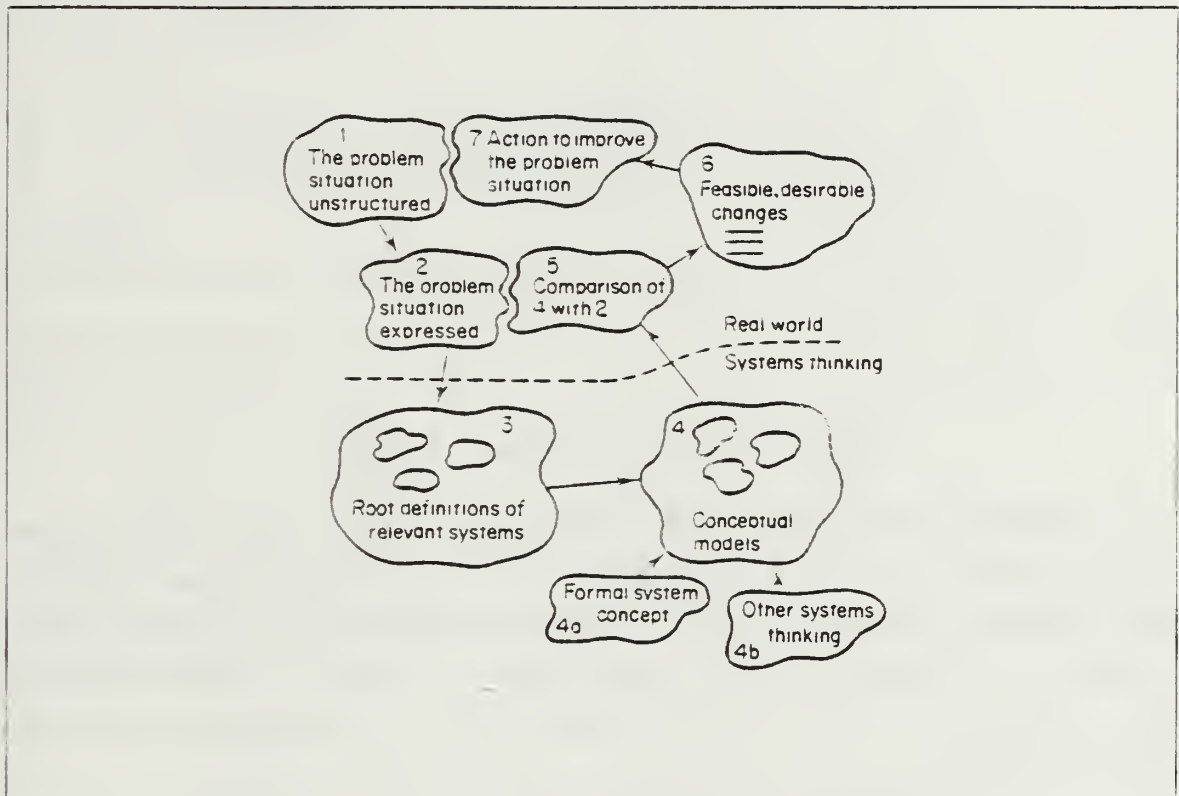 1
The problem
situation
unstructured
7 Action to improve
the problem
situation
6
Feasible, desirable
changes
2
The problem
situation
expressed
5
Comparison of
4 with 2
Real world
Systems thinking
3
Root definitions of
relevant systems
4
Conceptual
models
Formal system
concept
4a
Other systems
thinking
4b